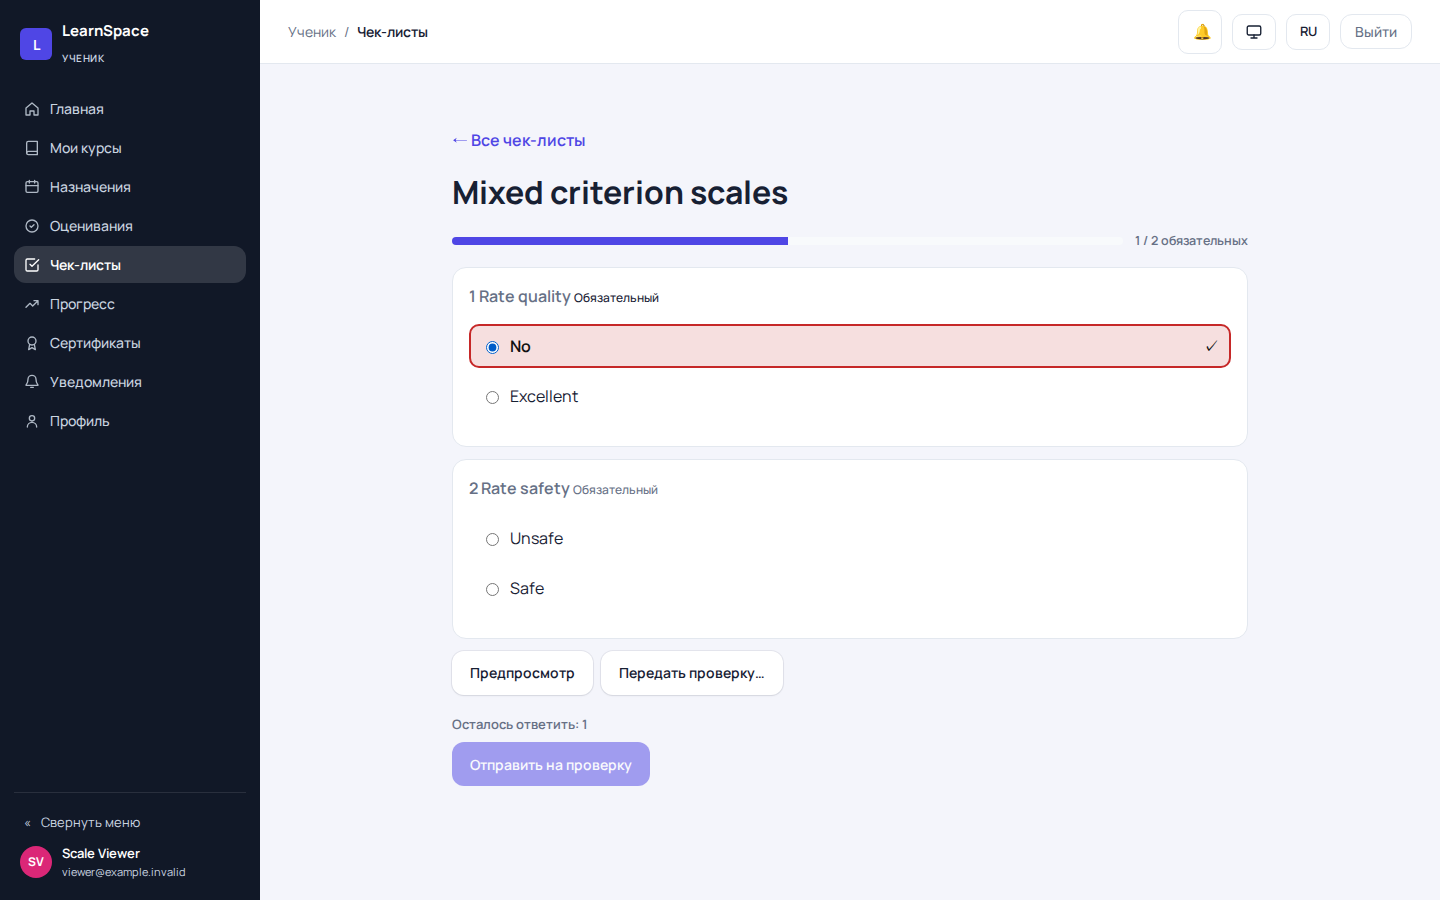 L
LearnSpace
УЧЕНИК
Главная
Мои курсы
Назначения
Оценивания
Чек-листы
Прогресс
Сертификаты
Уведомления
Профиль
« Свернуть меню
SV
Scale Viewer
viewer@example.invalid
Ученик / Чек-листы
RU
Выйти
← Все чек-листы
Mixed criterion scales
1 / 2 обязательных
1 Rate quality Обязательный
No ✓
Excellent
2 Rate safety Обязательный
Unsafe
Safe
Предпросмотр
Передать проверку…
Осталось ответить: 1
Отправить на проверку